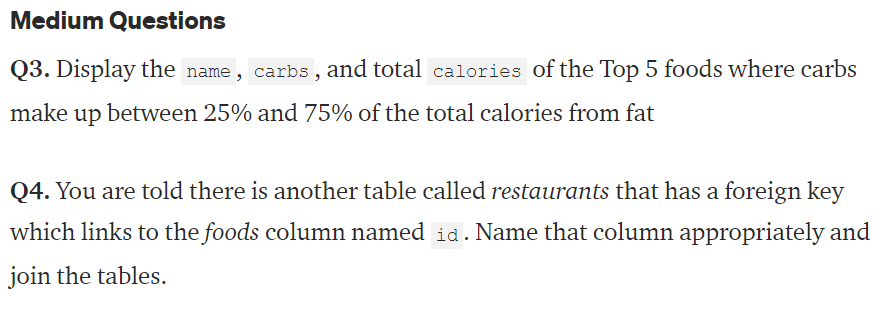 Medium Questions
Q3. Display the name, carbs, and total calories of the Top 5 foods where carbs
make up between 25% and 75% of the total calories from fat
Q4. You are told there is another table called restaurants that has a foreign key
which links to the foods column named id. Name that column appropriately and
join the tables.